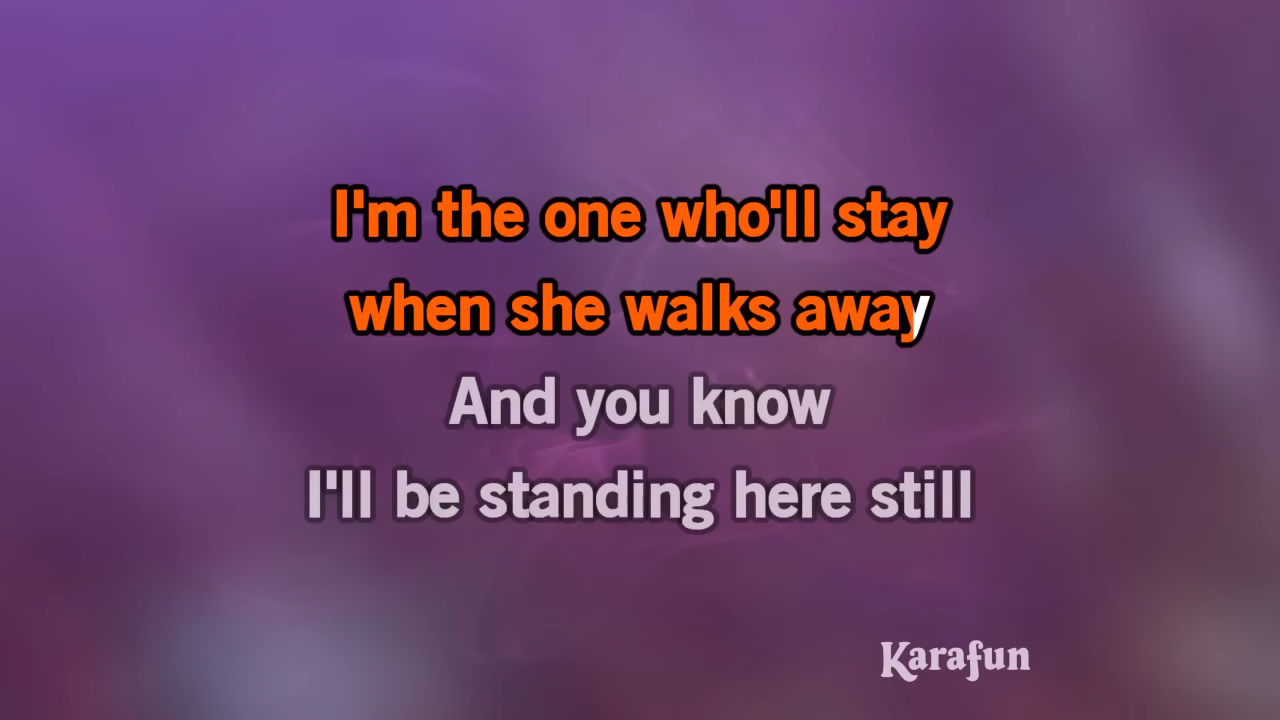 I'm the one who'll stay
when she walks away
And you know
I'll be standing here still
Karafun